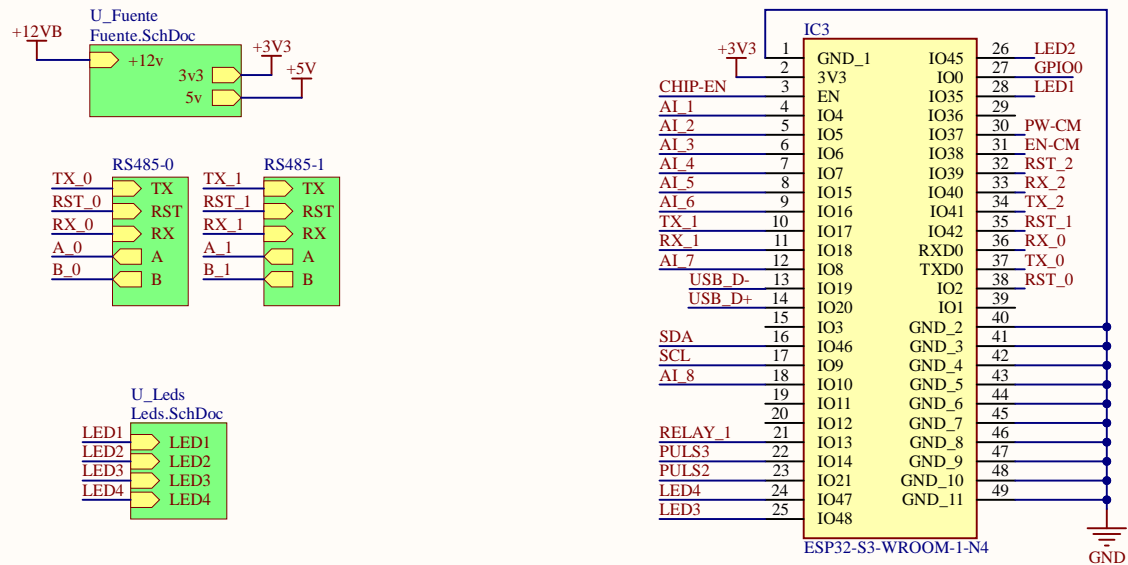 U_Fuente
Fuente.SchDoc
+12VB
+12v
3v3
5v
+3V3
+5V
RS485-0
TX_0 TX
RST_0 RST
RX_0 RX
A_0 A
B_0 B
RS485-1
TX_1 TX
RST_1 RST
RX_1 RX
A_1 A
B_1 B
U_Leds
Leds.SchDoc
LED1 LED1
LED2 LED2
LED3 LED3
LED4 LED4
IC3
+3V3
1 GND_1
2 3V3
CHIP-EN 3 EN
AI_1 4 IO4
AI_2 5 IO5
AI_3 6 IO6
AI_4 7 IO7
AI_5 8 IO15
AI_6 9 IO16
TX_1 10 IO17
RX_1 11 IO18
AI_7 12 IO8
USB_D- 13 IO19
USB_D+ 14 IO20
15 IO3
SDA 16 IO46
SCL 17 IO9
AI_8 18 IO10
19 IO11
20 IO12
RELAY_1 21 IO13
PULS3 22 IO14
PULS2 23 IO21
LED4 24 IO47
LED3 25 IO48
IO45 26 LED2
IO0 27 GPIO0
IO35 28 LED1
IO36 29
IO37 30 PW-CM
IO38 31 EN-CM
IO39 32 RST_2
IO40 33 RX_2
IO41 34 TX_2
IO42 35 RST_1
RXD0 36 RX_0
TXD0 37 TX_0
IO2 38 RST_0
IO1 39
GND_2 40
GND_3 41
GND_4 42
GND_5 43
GND_6 44
GND_7 45
GND_8 46
GND_9 47
GND_10 48
GND_11 49
ESP32-S3-WROOM-1-N4
GND